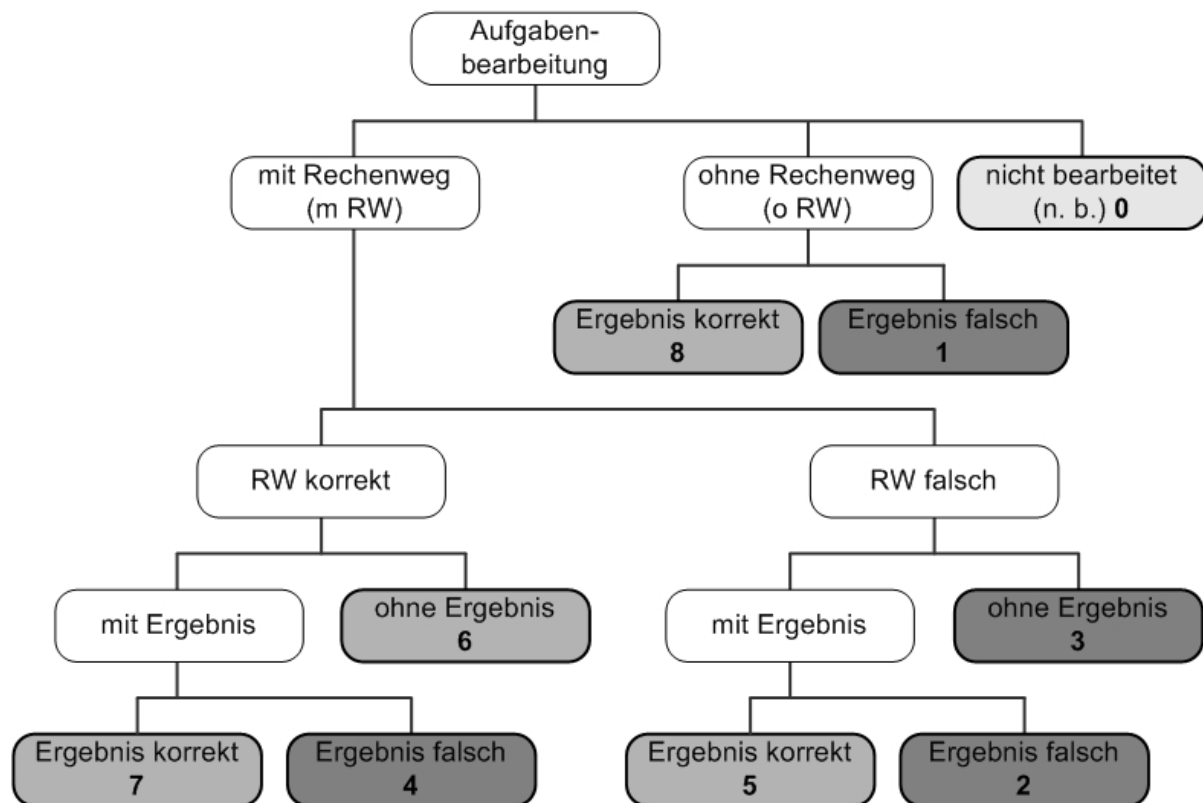 Aufgaben-
bearbeitung
mit Rechenweg
(m RW)
ohne Rechenweg
(o RW)
nicht bearbeitet
(n. b.) 0
Ergebnis korrekt
8
Ergebnis falsch
1
RW korrekt
RW falsch
mit Ergebnis
ohne Ergebnis
6
mit Ergebnis
ohne Ergebnis
3
Ergebnis korrekt
7
Ergebnis falsch
4
Ergebnis korrekt
5
Ergebnis falsch
2